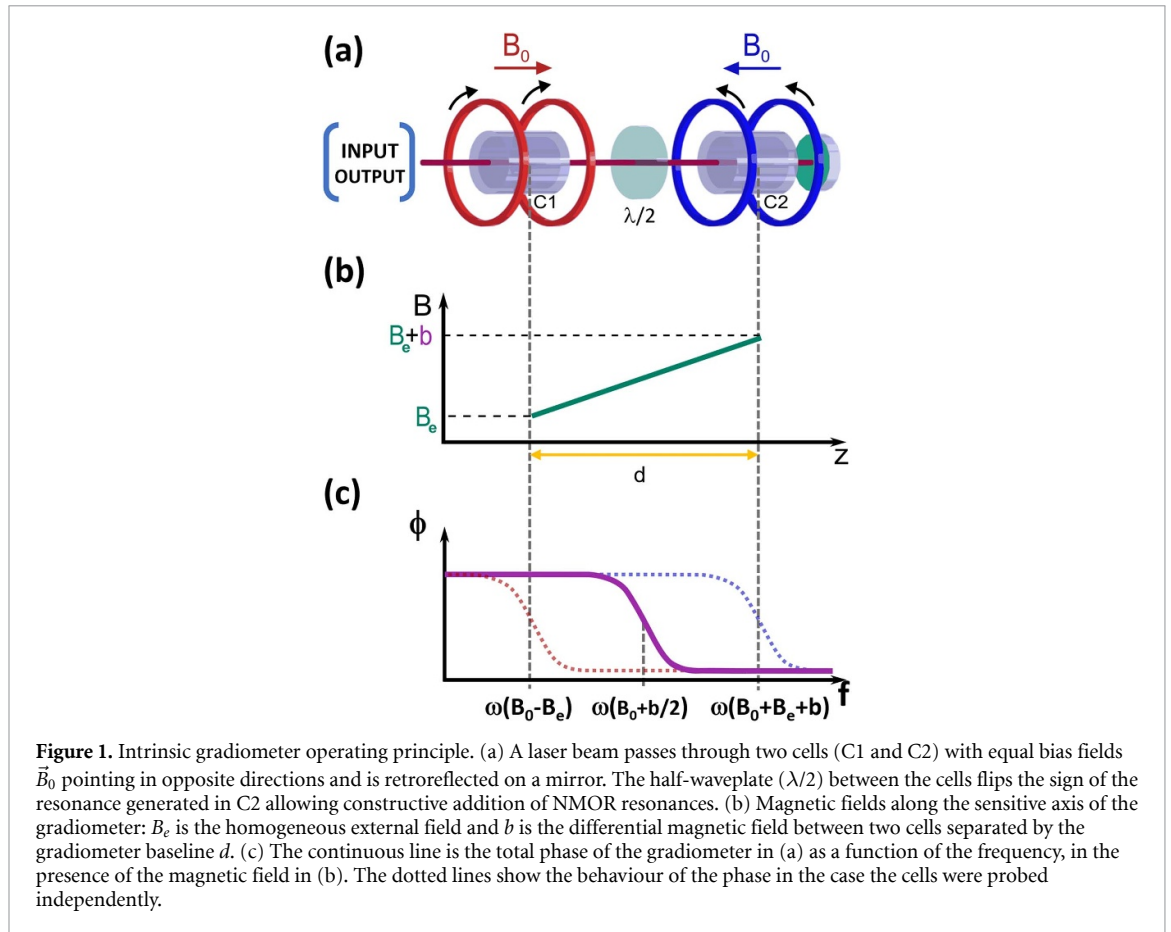 (a)
B₀
B₀
INPUT
OUTPUT
C1
λ/2
C2
(b)
B
Bₑ+b
Bₑ
z
d
(c)
ϕ
f
ω(B₀-Bₑ)
ω(B₀+b/2)
ω(B₀+Bₑ+b)
Figure 1. Intrinsic gradiometer operating principle. (a) A laser beam passes through two cells (C1 and C2) with equal bias fields
B⃗₀ pointing in opposite directions and is retroreflected on a mirror. The half-waveplate (λ/2) between the cells flips the sign of the
resonance generated in C2 allowing constructive addition of NMOR resonances. (b) Magnetic fields along the sensitive axis of the
gradiometer: Bₑ is the homogeneous external field and b is the differential magnetic field between two cells separated by the
gradiometer baseline d. (c) The continuous line is the total phase of the gradiometer in (a) as a function of the frequency, in the
presence of the magnetic field in (b). The dotted lines show the behaviour of the phase in the case the cells were probed
independently.